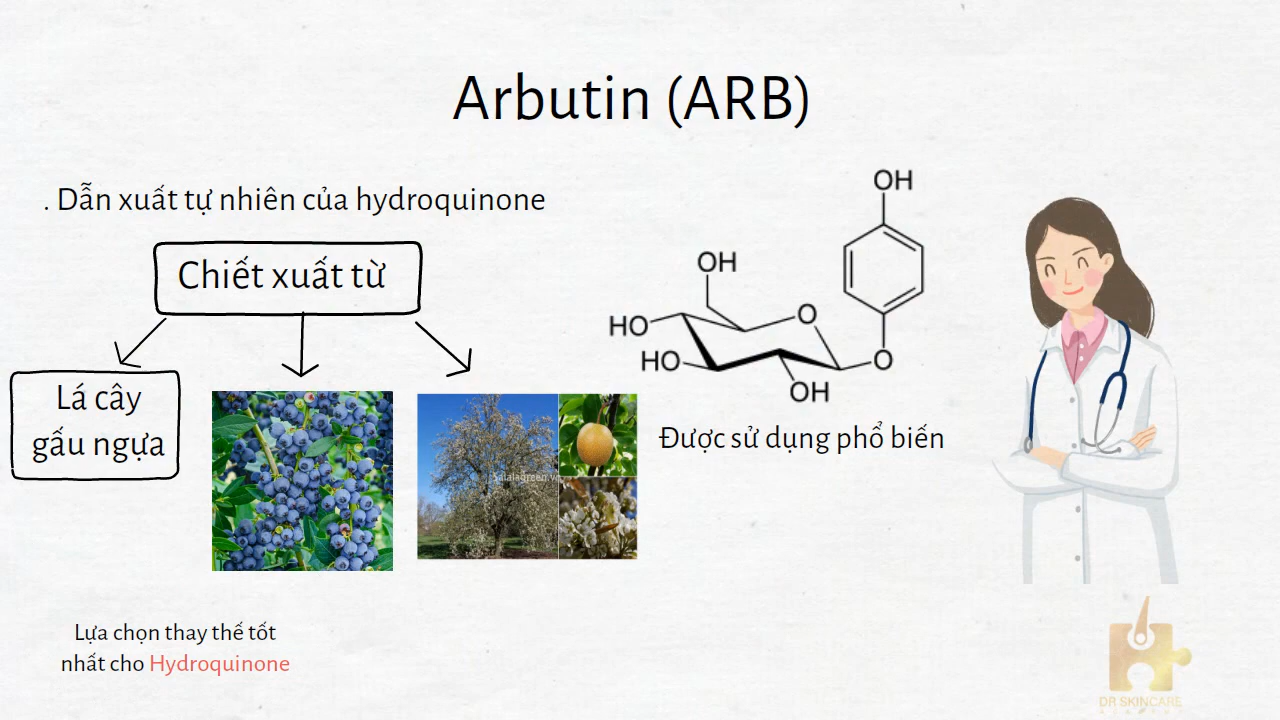 Arbutin (ARB)
. Dẫn xuất tự nhiên của hydroquinone
Chiết xuất từ
Lá cây
gấu ngựa
OH
OH
HO
O
HO
O
OH
Được sử dụng phổ biến
Lựa chọn thay thế tốt
nhất cho Hydroquinone
DR SKINCARE